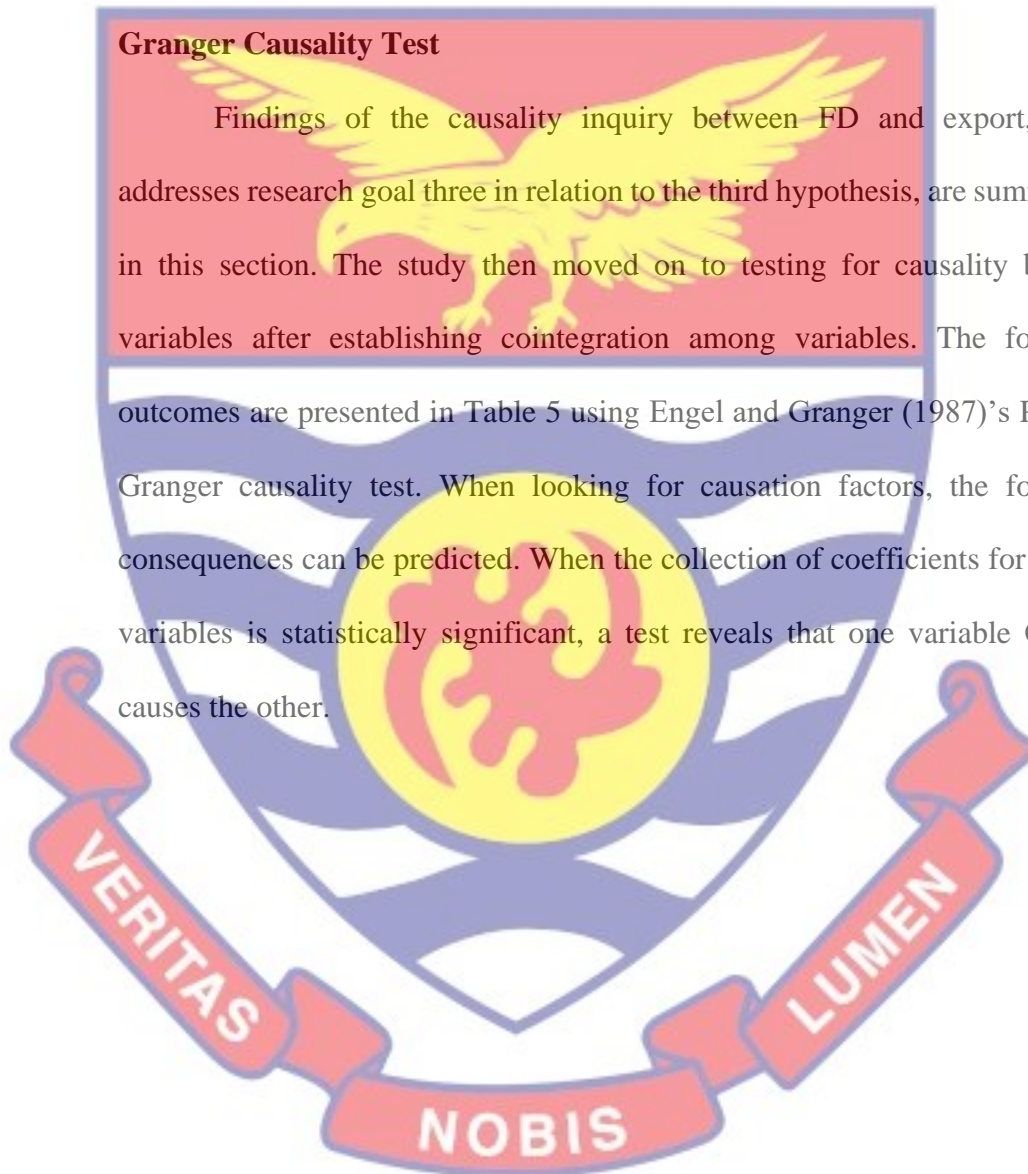 Granger Causality Test
Findings of the causality inquiry between FD and export,
addresses research goal three in relation to the third hypothesis, are sum
in this section. The study then moved on to testing for causality b
variables after establishing cointegration among variables. The fo
outcomes are presented in Table 5 using Engel and Granger (1987)'s
Granger causality test. When looking for causation factors, the fo
consequences can be predicted. When the collection of coefficients for
variables is statistically significant, a test reveals that one variable
causes the other.
VERITAS
NOBIS
LUMEN